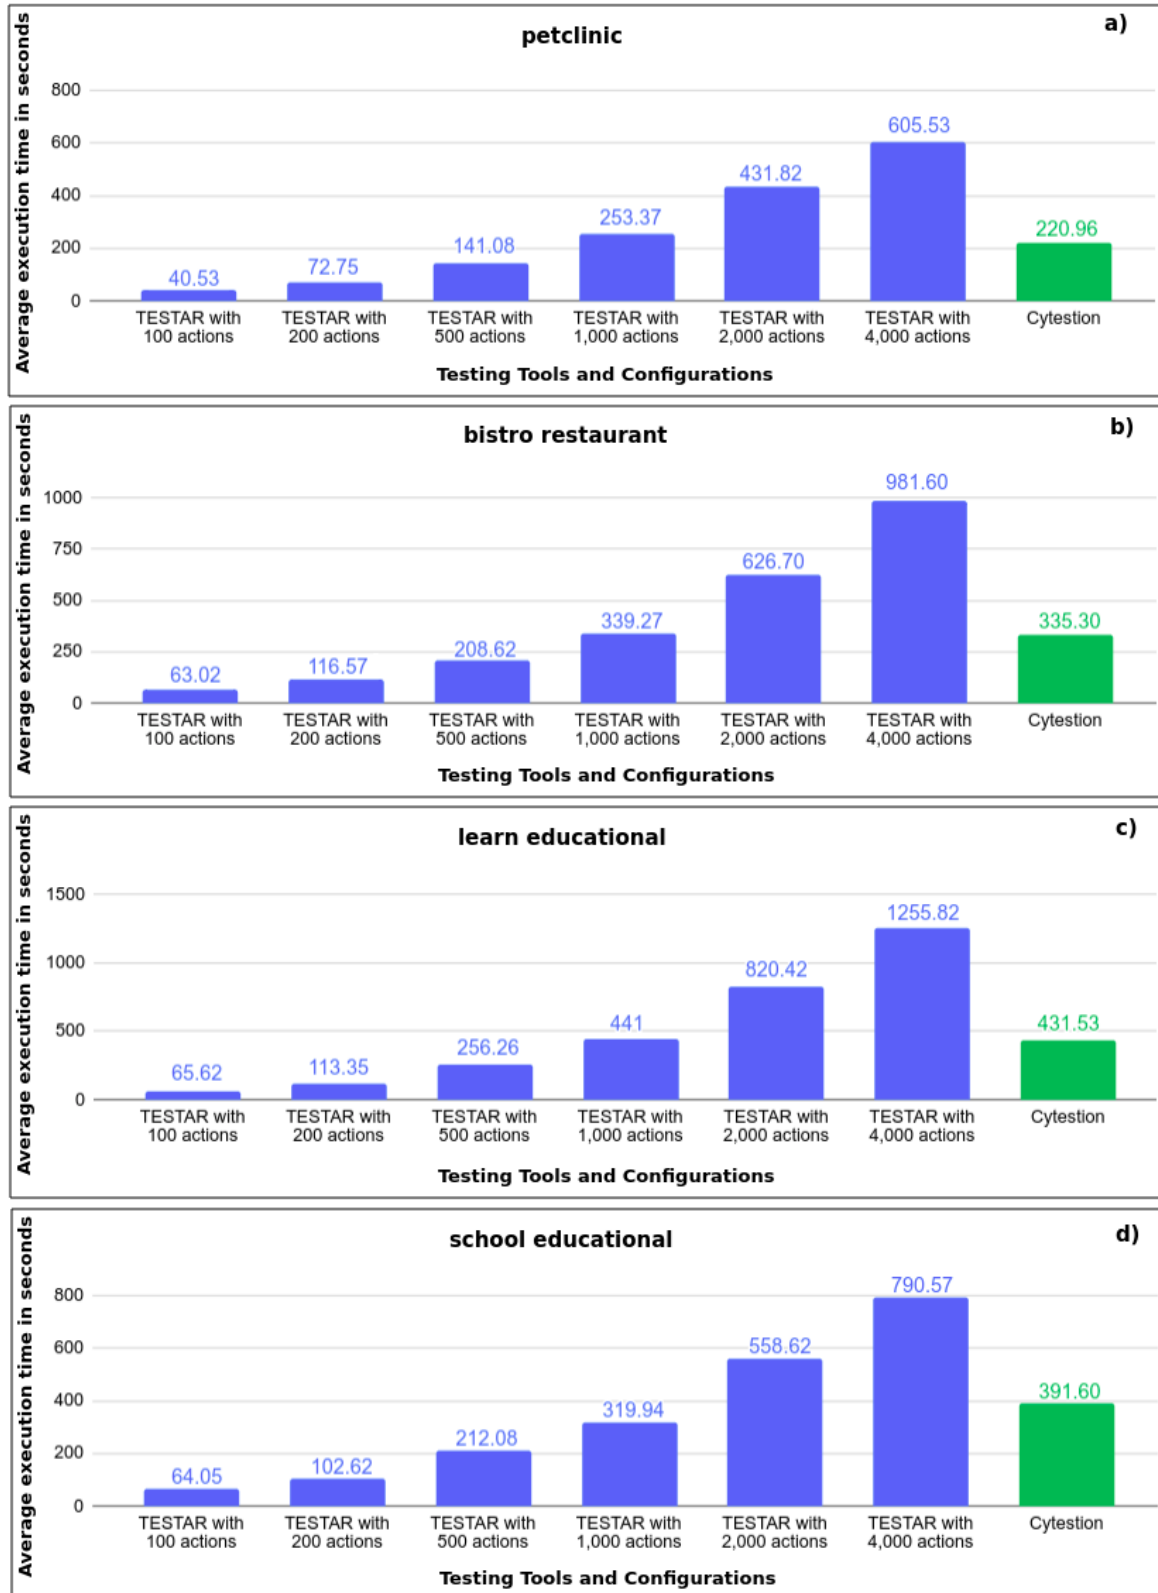 a)
petclinic
Average execution time in seconds
800
600
400
200
0
40.53
72.75
141.08
253.37
431.82
605.53
220.96
TESTAR with
100 actions
TESTAR with
200 actions
TESTAR with
500 actions
TESTAR with
1,000 actions
TESTAR with
2,000 actions
TESTAR with
4,000 actions
Cytestion
Testing Tools and Configurations
b)
bistro restaurant
Average execution time in seconds
1000
750
500
250
0
63.02
116.57
208.62
339.27
626.70
981.60
335.30
TESTAR with
100 actions
TESTAR with
200 actions
TESTAR with
500 actions
TESTAR with
1,000 actions
TESTAR with
2,000 actions
TESTAR with
4,000 actions
Cytestion
Testing Tools and Configurations
c)
learn educational
Average execution time in seconds
1500
1000
500
0
65.62
113.35
256.26
441
820.42
1255.82
431.53
TESTAR with
100 actions
TESTAR with
200 actions
TESTAR with
500 actions
TESTAR with
1,000 actions
TESTAR with
2,000 actions
TESTAR with
4,000 actions
Cytestion
Testing Tools and Configurations
d)
school educational
Average execution time in seconds
800
600
400
200
0
64.05
102.62
212.08
319.94
558.62
790.57
391.60
TESTAR with
100 actions
TESTAR with
200 actions
TESTAR with
500 actions
TESTAR with
1,000 actions
TESTAR with
2,000 actions
TESTAR with
4,000 actions
Cytestion
Testing Tools and Configurations